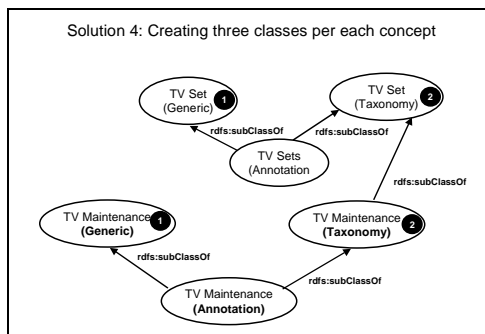 Solution 4: Creating three classes per each concept
TV Set
(Generic)
1
TV Set
(Taxonomy)
2
rdfs:subClassOf
rdfs:subClassOf
TV Sets
(Annotation
rdfs:subClassOf
TV Maintenance
(Generic)
1
TV Maintenance
(Taxonomy)
2
rdfs:subClassOf
rdfs:subClassOf
TV Maintenance
(Annotation)